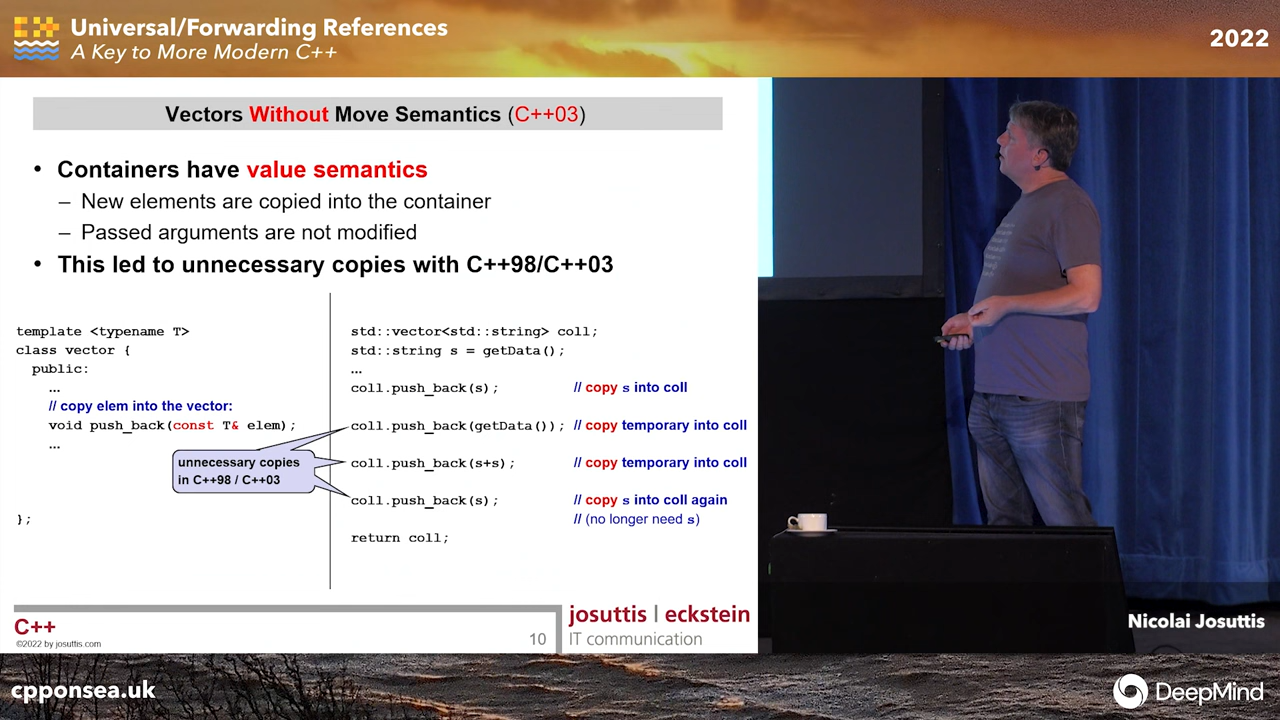 Universal/Forwarding References
A Key to More Modern C++
2022
Vectors Without Move Semantics (C++03)
• Containers have value semantics
– New elements are copied into the container
– Passed arguments are not modified
• This led to unnecessary copies with C++98/C++03
template <typename T>
class vector {
public:
...
// copy elem into the vector:
void push_back(const T& elem);
...
unnecessary copies
in C++98 / C++03
};
std::vector<std::string> coll;
std::string s = getData();
...
coll.push_back(s); // copy s into coll
coll.push_back(getData()); // copy temporary into coll
coll.push_back(s+s); // copy temporary into coll
coll.push_back(s); // copy s into coll again
// (no longer need s)
return coll;
C++
©2022 by josuttis.com
10
josuttis | eckstein
IT communication
Nicolai Josuttis
cpponsea.uk
DeepMind